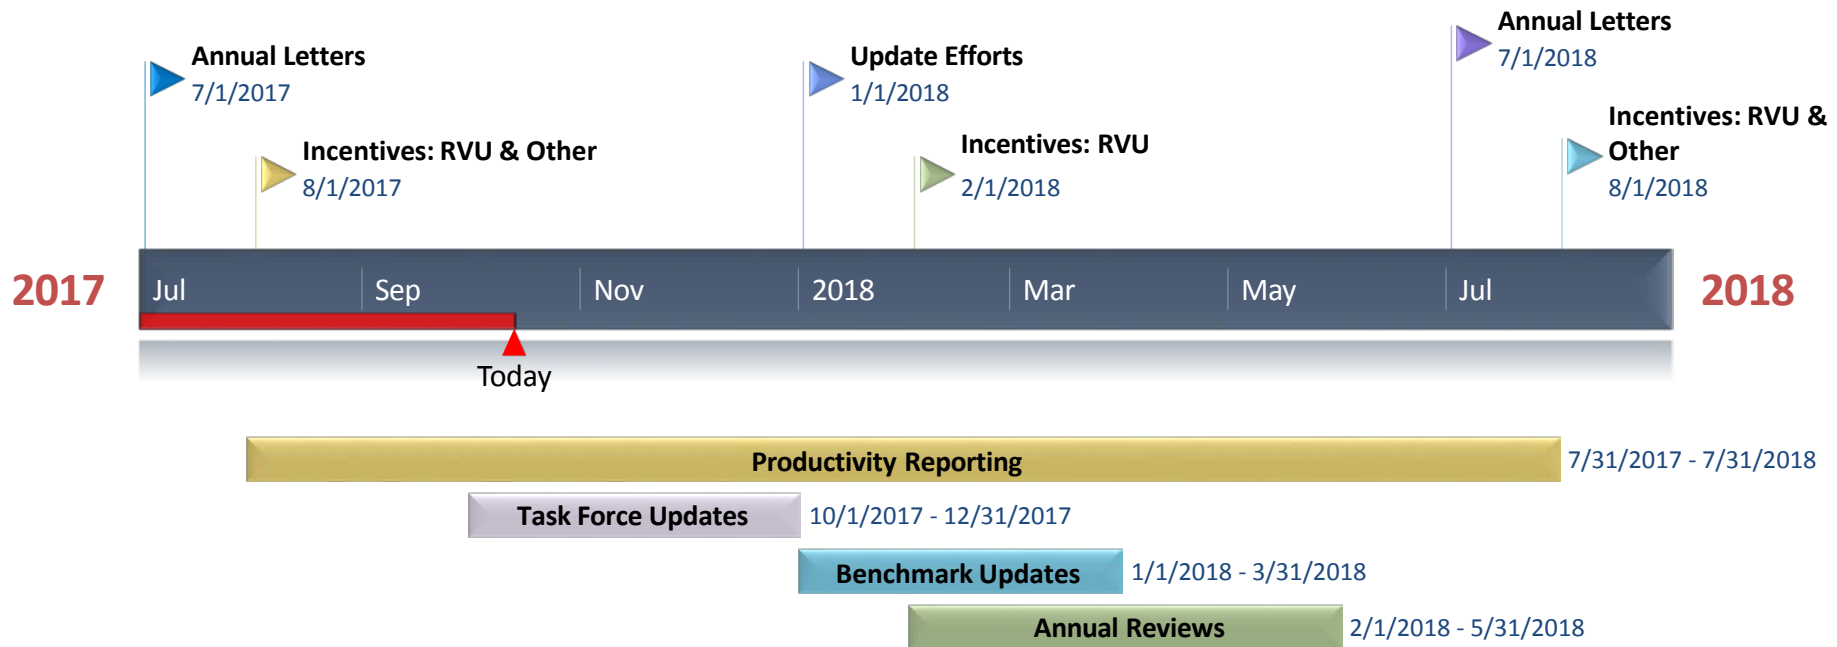 Annual Letters
7/1/2017
Incentives: RVU & Other
8/1/2017
Update Efforts
1/1/2018
Incentives: RVU
2/1/2018
Annual Letters
7/1/2018
Incentives: RVU &
Other
8/1/2018
2017
Jul
Sep
Nov
2018
Mar
May
Jul
2018
Today
Productivity Reporting
7/31/2017 - 7/31/2018
Task Force Updates
10/1/2017 - 12/31/2017
Benchmark Updates
1/1/2018 - 3/31/2018
Annual Reviews
2/1/2018 - 5/31/2018